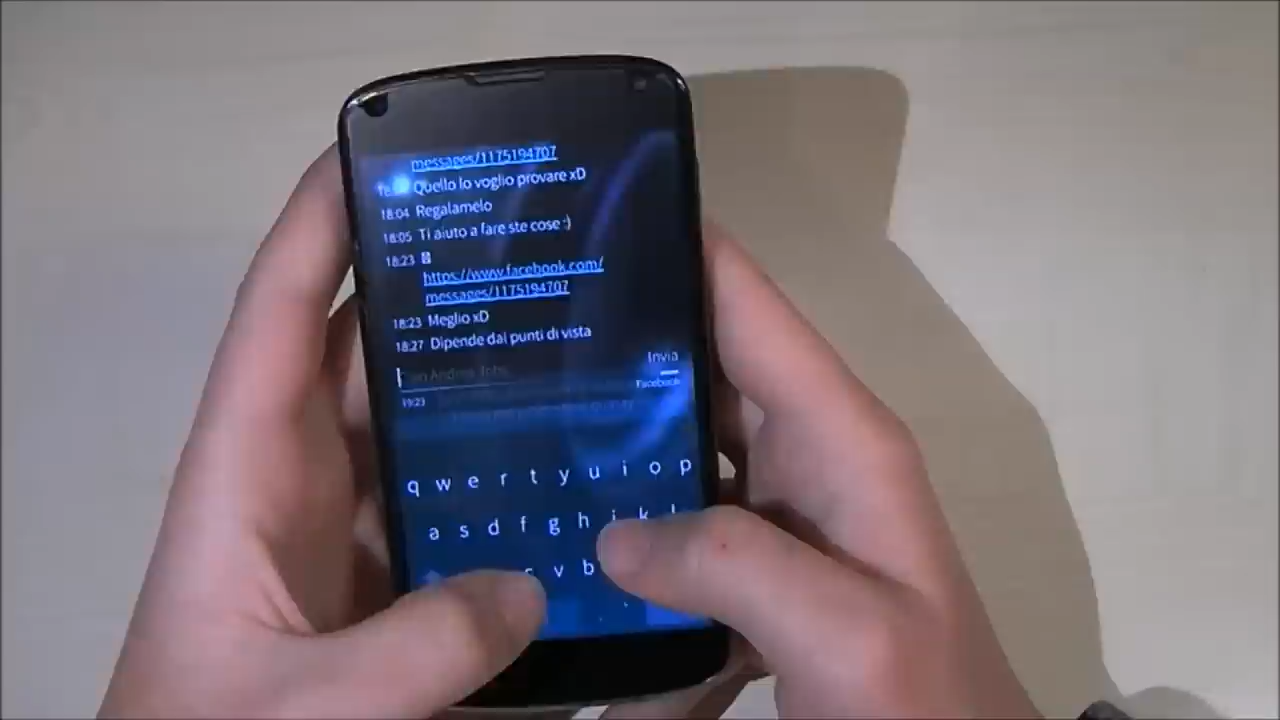 messages/1175194707
Quello lo voglio provare xD
18:04 Regalamelo
18:05 Ti aiuto a fare ste cose :)
18:23
https://www.facebook.com/
messages/1175194707
18:23 Meglio xD
18:27 Dipende dai punti di vista
Invia
Facebook
19:23
q w e r t y u i o p
a s d f g h j k l
c v b